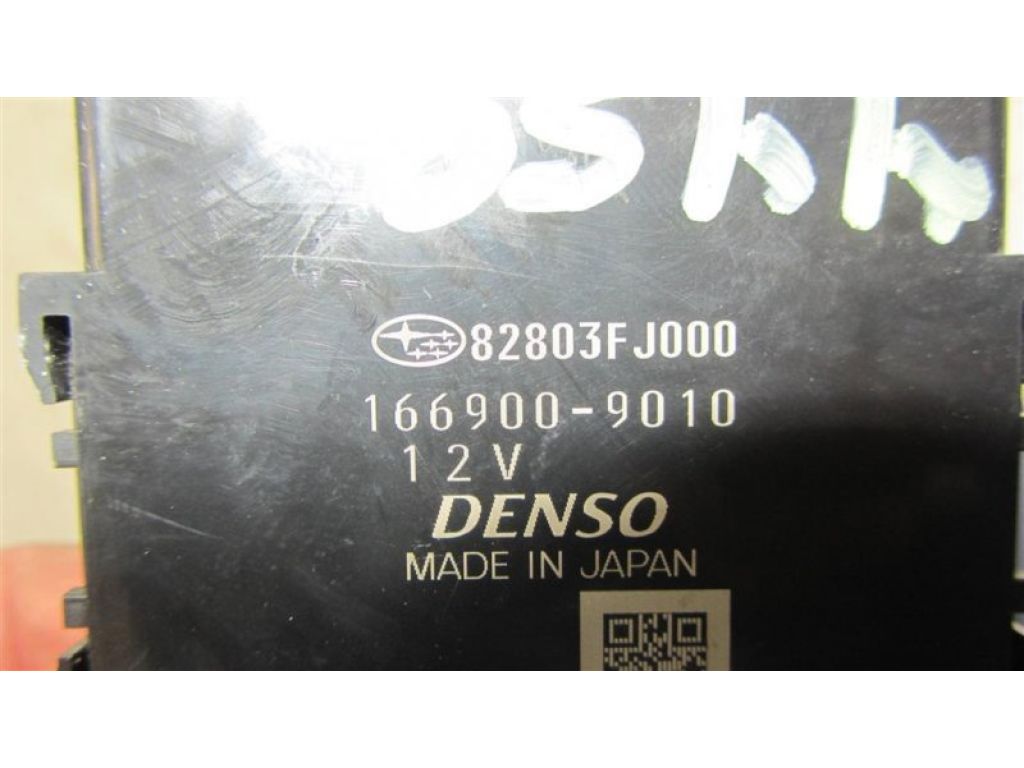 82803FJ000
166900-9010
12V
DENSO
MADE IN JAPAN